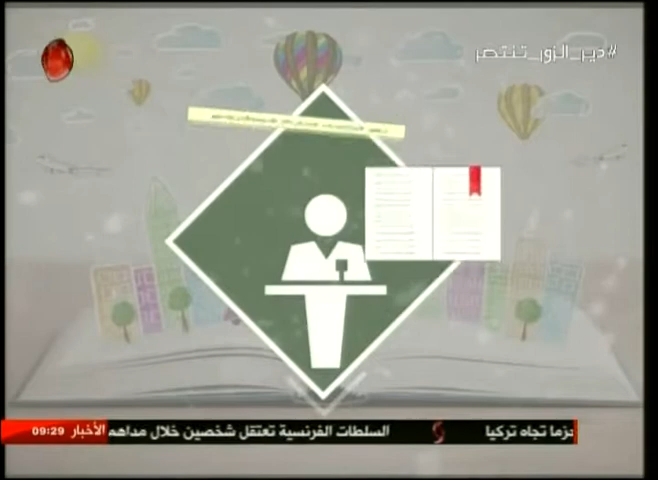 #دير_الزور_تنتصر
حزما تجاه تركيا
السلطات الفرنسية تعتقل شخصين خلال مداهم
الأخبار 09:29